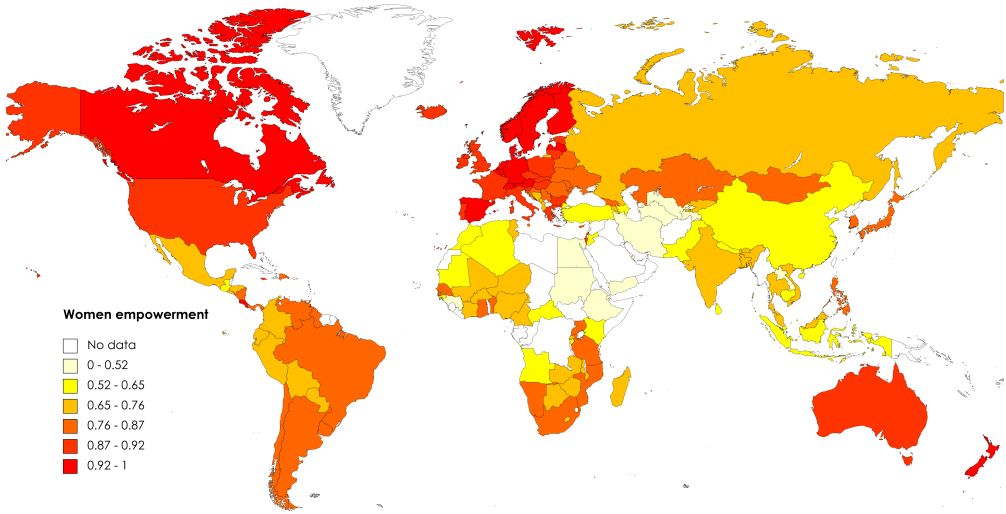 Women empowerment
No data
0 - 0.52
0.52 - 0.65
0.65 - 0.76
0.76 - 0.87
0.87 - 0.92
0.92 - 1